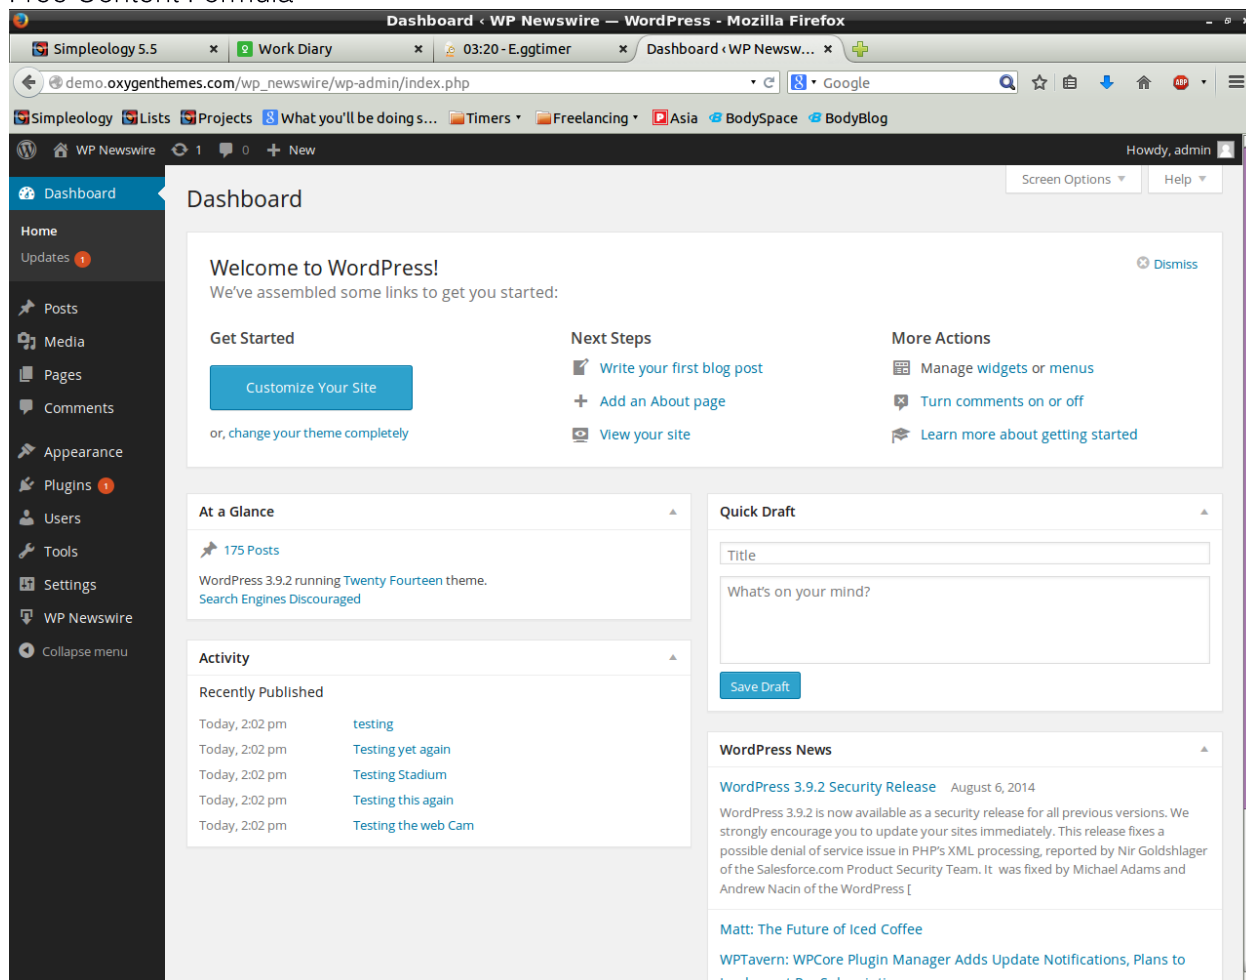 Free Content Formula
Dashboard ‹ WP Newswire — WordPress - Mozilla Firefox
Simpleology 5.5
Work Diary
03:20 - E.ggtimer
Dashboard ‹ WP Newsw...
demo.oxygenthemes.com/wp_newswire/wp-admin/index.php
Google
Simpleology
Lists
Projects
What you'll be doing s...
Timers
Freelancing
Asia
BodySpace
BodyBlog
WP Newswire
1
0
New
Howdy, admin
Dashboard
Home
Updates 1
Posts
Media
Pages
Comments
Appearance
Plugins 1
Users
Tools
Settings
WP Newswire
Collapse menu
Screen Options
Help
Dashboard
Welcome to WordPress!
Dismiss
We've assembled some links to get you started:
Get Started
Customize Your Site
or, change your theme completely
Next Steps
Write your first blog post
Add an About page
View your site
More Actions
Manage widgets or menus
Turn comments on or off
Learn more about getting started
At a Glance
175 Posts
WordPress 3.9.2 running Twenty Fourteen theme.
Search Engines Discouraged
Activity
Recently Published
Today, 2:02 pm testing
Today, 2:02 pm Testing yet again
Today, 2:02 pm Testing Stadium
Today, 2:02 pm Testing this again
Today, 2:02 pm Testing the web Cam
Quick Draft
Title
What's on your mind?
Save Draft
WordPress News
WordPress 3.9.2 Security Release August 6, 2014
WordPress 3.9.2 is now available as a security release for all previous versions. We
strongly encourage you to update your sites immediately. This release fixes a
possible denial of service issue in PHP's XML processing, reported by Nir Goldshlager
of the Salesforce.com Product Security Team. It was fixed by Michael Adams and
Andrew Nacin of the WordPress [
Matt: The Future of Iced Coffee
WPTavern: WPCore Plugin Manager Adds Update Notifications, Plans to